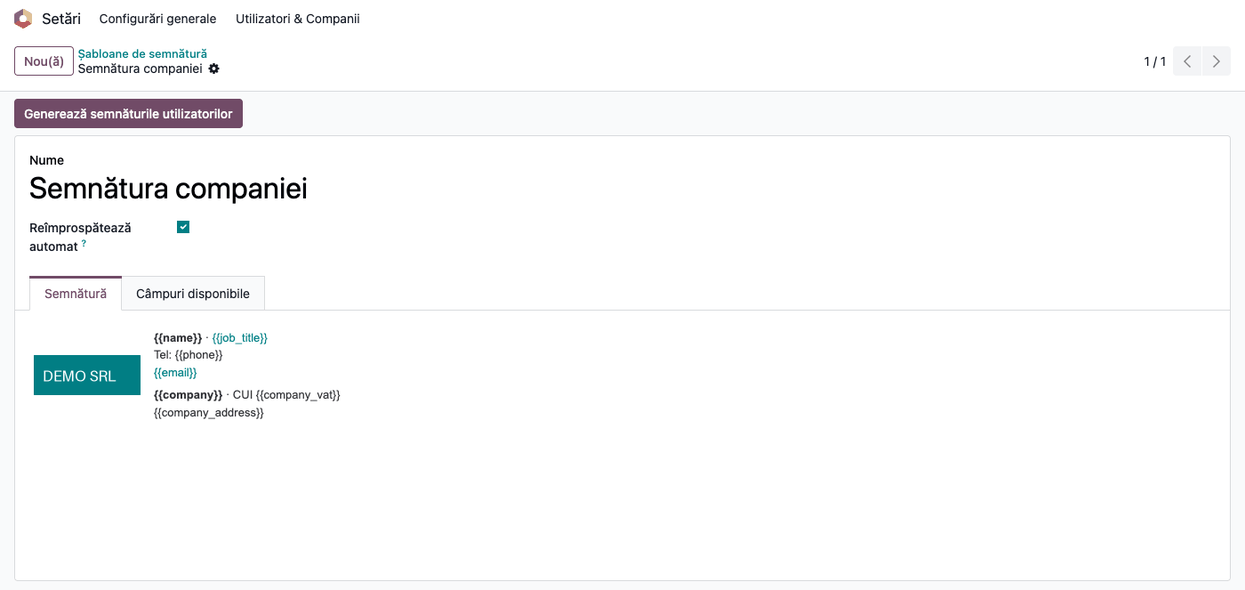 Setări Configurări generale Utilizatori & Companii
Nou(ă) Șabloane de semnătură
Semnătura companiei
1 / 1
Generează semnăturile utilizatorilor
Nume
Semnătura companiei
Reîmprospătează
automat ?
Semnătură Câmpuri disponibile
DEMO SRL
{{name}} · {{job_title}}
Tel: {{phone}}
{{email}}
{{company}} · CUI {{company_vat}}
{{company_address}}